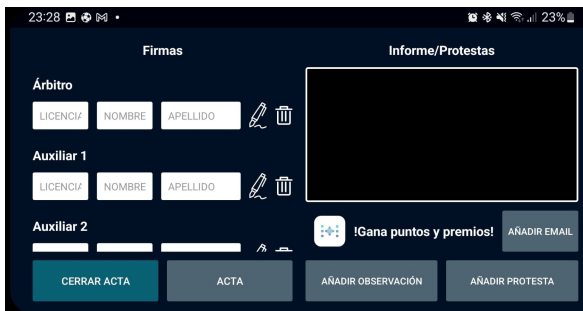 23:28 23%
Firmas
Informe/Protestas
Árbitro
LICENCIA NOMBRE APELLIDO
Auxiliar 1
LICENCIA NOMBRE APELLIDO
Auxiliar 2
!Gana puntos y premios! AÑADIR EMAIL
CERRAR ACTA ACTA AÑADIR OBSERVACIÓN AÑADIR PROTESTA